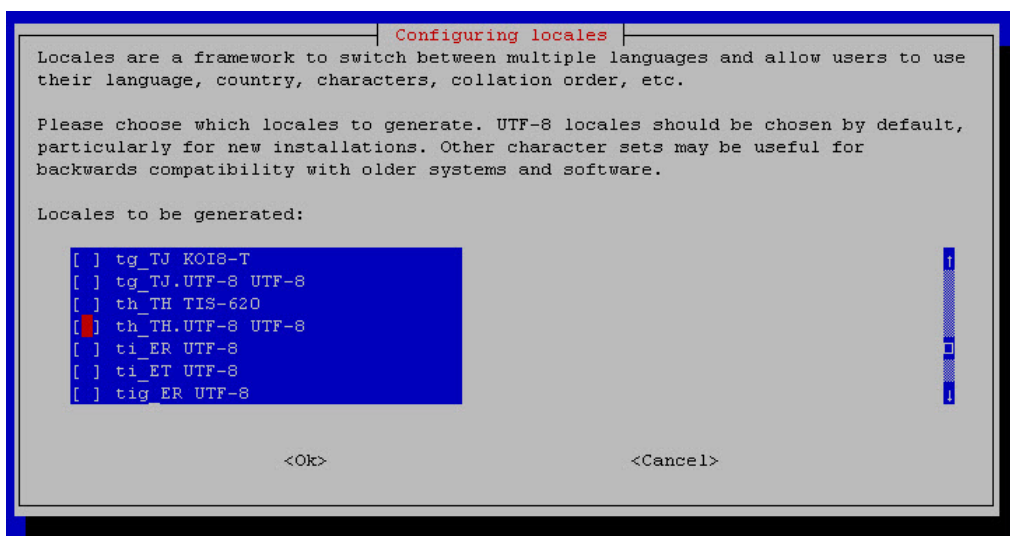 Configuring locales
Locales are a framework to switch between multiple languages and allow users to use
their language, country, characters, collation order, etc.
Please choose which locales to generate. UTF-8 locales should be chosen by default,
particularly for new installations. Other character sets may be useful for
backwards compatibility with older systems and software.
Locales to be generated:
[ ] tg_TJ KOI8-T
[ ] tg_TJ.UTF-8 UTF-8
[ ] th_TH TIS-620
[ ] th_TH.UTF-8 UTF-8
[ ] ti_ER UTF-8
[ ] ti_ET UTF-8
[ ] tig_ER UTF-8
<Ok> <Cancel>